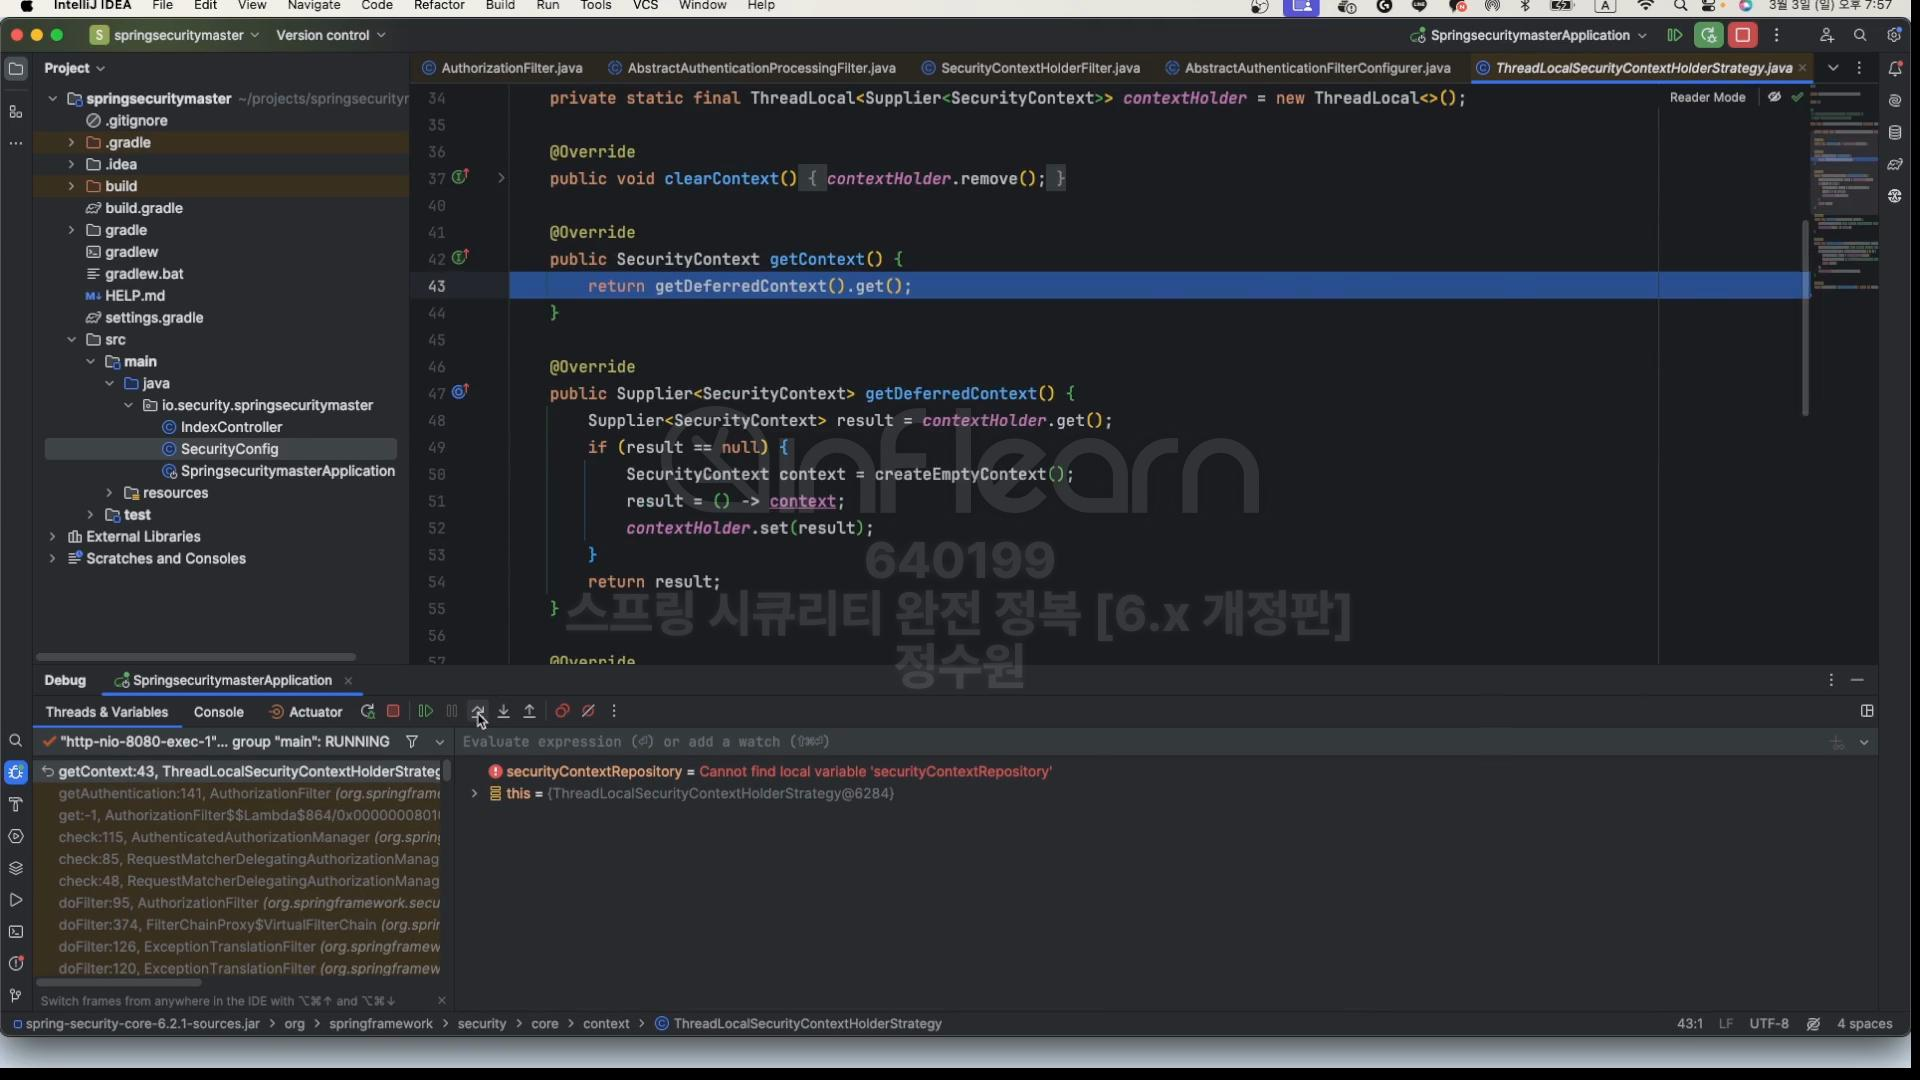 IntelliJ IDEA File Edit View Navigate Code Refactor Build Run Tools VCS Window Help
A 3월 3일 (일) 오후 7:57
S springsecuritymaster Version control SpringsecuritymasterApplication
Project
AuthorizationFilter.java AbstractAuthenticationProcessingFilter.java SecurityContextHolderFilter.java AbstractAuthenticationFilterConfigurer.java ThreadLocalSecurityContextHolderStrategy.java
Reader Mode
springsecuritymaster ~/projects/springsecurityr
.gitignore
.gradle
.idea
build
build.gradle
gradle
gradlew
gradlew.bat
M↓ HELP.md
settings.gradle
src
main
java
io.security.springsecuritymaster
IndexController
SecurityConfig
SpringsecuritymasterApplication
resources
test
External Libraries
Scratches and Consoles
34 private static final ThreadLocal<Supplier<SecurityContext>> contextHolder = new ThreadLocal<>();
35
36 @Override
37 public void clearContext() { contextHolder.remove(); }
40
41 @Override
42 public SecurityContext getContext() {
43 return getDeferredContext().get();
44 }
45
46 @Override
47 public Supplier<SecurityContext> getDeferredContext() {
48 Supplier<SecurityContext> result = contextHolder.get();
49 if (result == null) {
50 SecurityContext context = createEmptyContext();
51 result = () -> context;
52 contextHolder.set(result);
53 }
54 return result;
55 }
56
57 @Override
inflearn
640199
스프링 시큐리티 완전 정복 [6.x 개정판]
정수원
Debug SpringsecuritymasterApplication
Threads & Variables Console Actuator
"http-nio-8080-exec-1"... group "main": RUNNING
Evaluate expression (⏎) or add a watch (⇧⌘⏎)
getContext:43, ThreadLocalSecurityContextHolderStrateg
getAuthentication:141, AuthorizationFilter (org.springframe
get:-1, AuthorizationFilter$$Lambda$864/0x000000080
check:115, AuthenticatedAuthorizationManager (org.spring
check:85, RequestMatcherDelegatingAuthorizationManag
check:48, RequestMatcherDelegatingAuthorizationManag
doFilter:95, AuthorizationFilter (org.springframework.secu
doFilter:374, FilterChainProxy$VirtualFilterChain (org.sprin
doFilter:126, ExceptionTranslationFilter (org.springframew
doFilter:120, ExceptionTranslationFilter (org.springframew
securityContextRepository = Cannot find local variable 'securityContextRepository'
this = {ThreadLocalSecurityContextHolderStrategy@6284}
Switch frames from anywhere in the IDE with ⌥⌘↑ and ⌥⌘↓
spring-security-core-6.2.1-sources.jar > org > springframework > security > core > context > ThreadLocalSecurityContextHolderStrategy
43:1 LF UTF-8 4 spaces